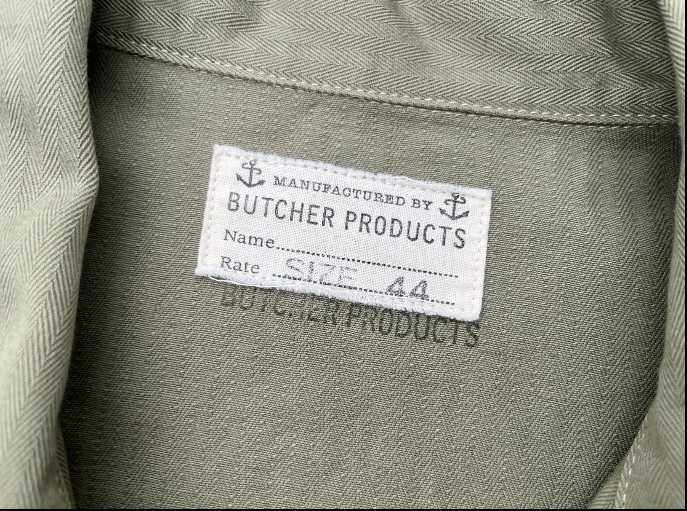 MANUFACTURED BY
BUTCHER PRODUCTS
Name
Rate SIZE 44
BUTCHER PRODUCTS